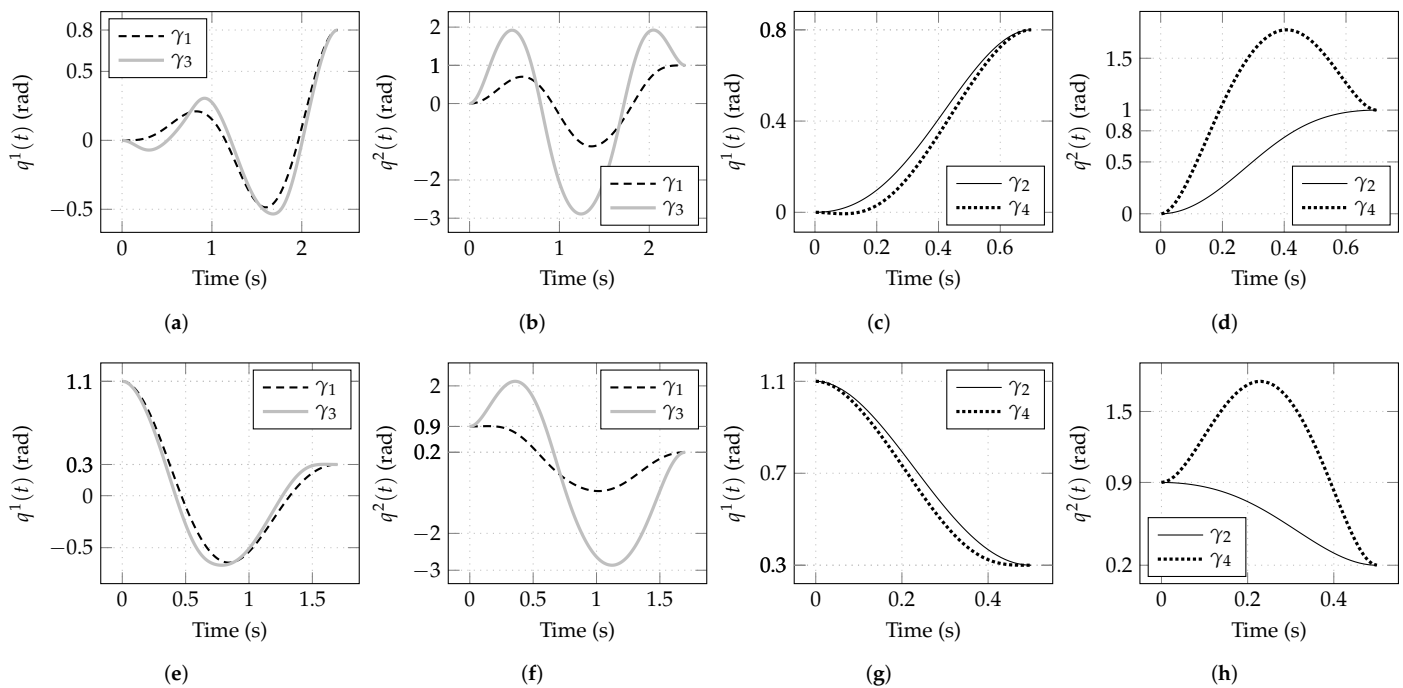 0.8
0.5
0
−0.5
0 1 2
q¹(t) (rad)
Time (s)
γ₁
γ₃
(a)
2
1
0
−2
−3
0 1 2
q²(t) (rad)
Time (s)
γ₁
γ₃
(b)
0.8
0.4
0
0 0.2 0.4 0.6
q¹(t) (rad)
Time (s)
γ₂
γ₄
(c)
1.5
1
0.8
0.5
0
0 0.2 0.4 0.6
q²(t) (rad)
Time (s)
γ₂
γ₄
(d)
1.1
0.3
0
−0.5
0 0.5 1 1.5
q¹(t) (rad)
Time (s)
γ₁
γ₃
(e)
2
0.9
0.2
−2
−3
0 0.5 1 1.5
q²(t) (rad)
Time (s)
γ₁
γ₃
(f)
1.1
0.7
0.3
0 0.2 0.4
q¹(t) (rad)
Time (s)
γ₂
γ₄
(g)
1.5
0.9
0.2
0 0.2 0.4
q²(t) (rad)
Time (s)
γ₂
γ₄
(h)